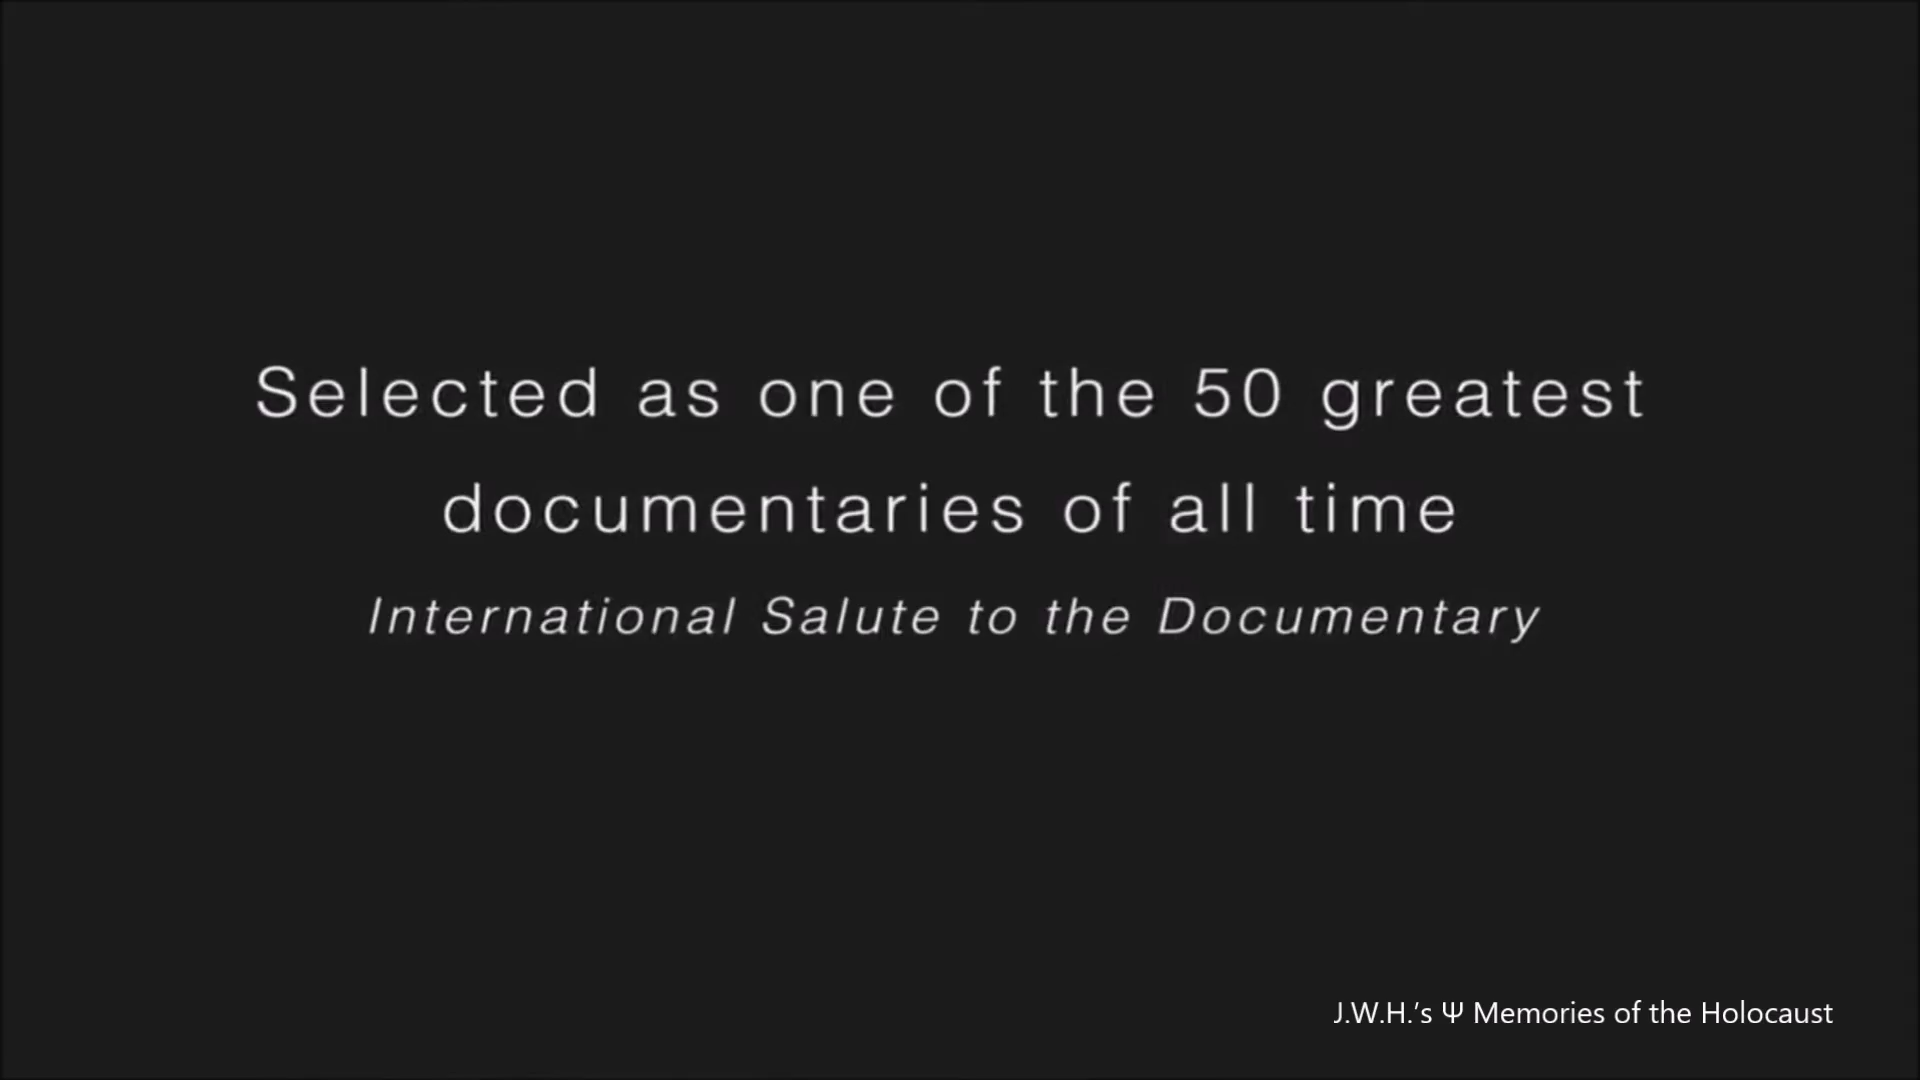 Selected as one of the 50 greatest
documentaries of all time
International Salute to the Documentary
J.W.H.’s Ψ Memories of the Holocaust